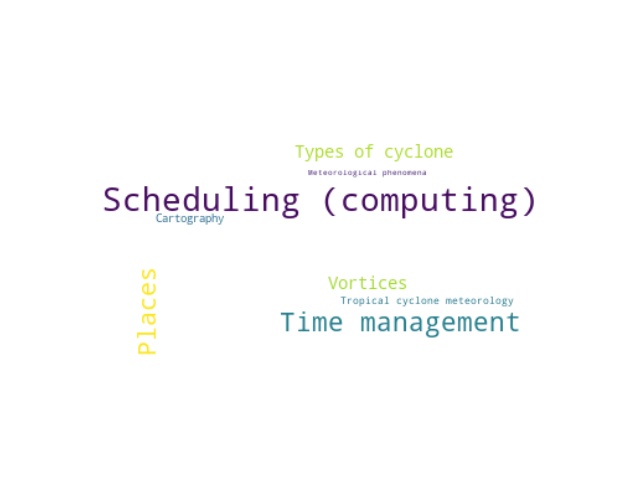 Types of cyclone
Meteorological phenomena
Scheduling (computing)
Cartography
Places
Vortices
Tropical cyclone meteorology
Time management